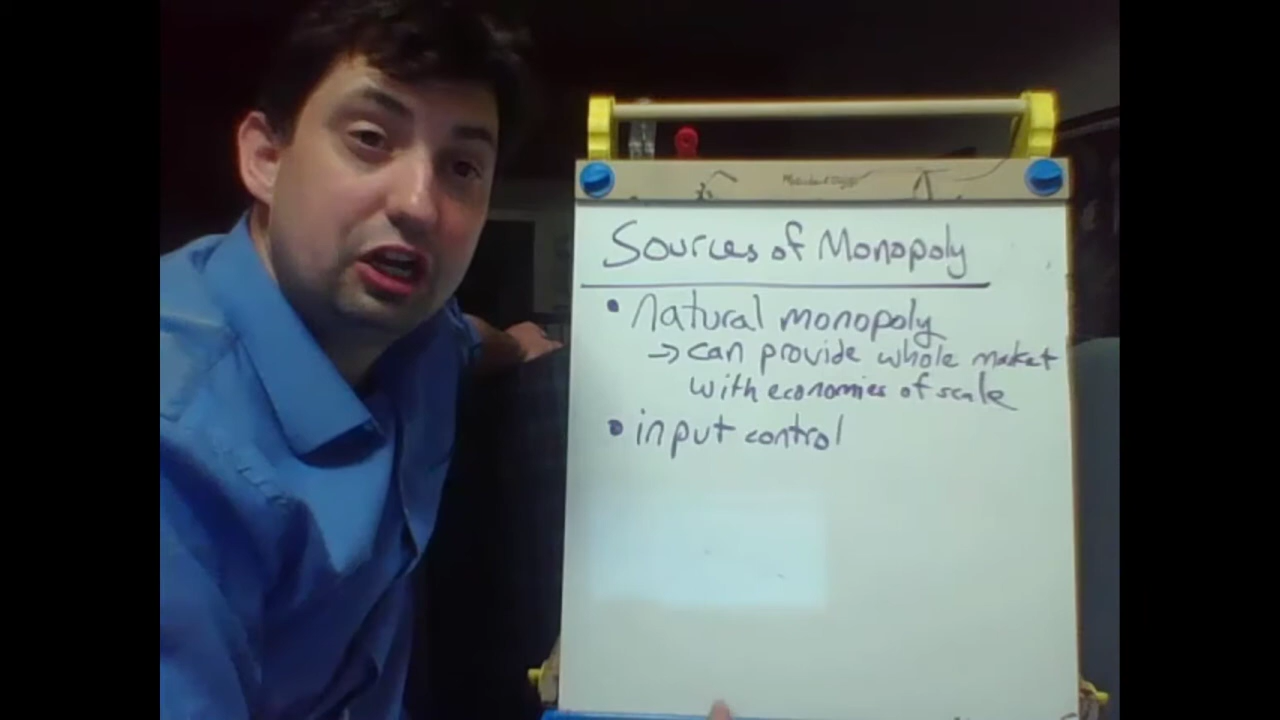 Sources of Monopoly
• natural monopoly
→ can provide whole market
with economies of scale
• input control